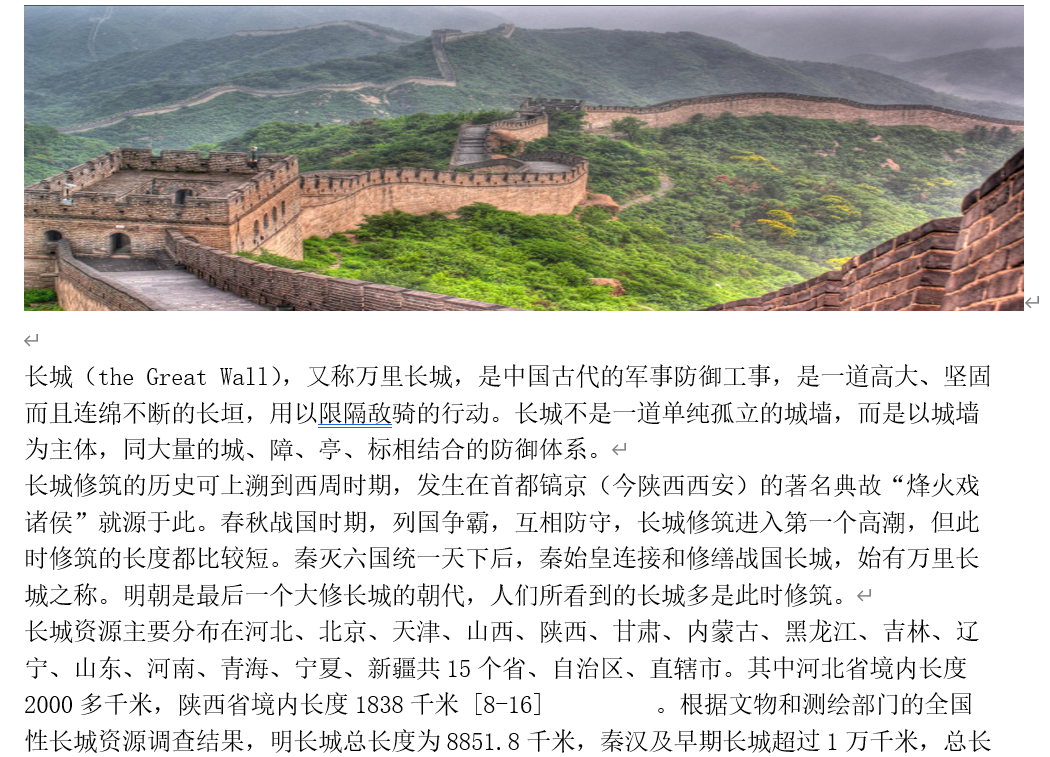 长城（the Great Wall），又称万里长城，是中国古代的军事防御工事，是一道高大、坚固
而且连绵不断的长垣，用以限隔敌骑的行动。长城不是一道单纯孤立的城墙，而是以城墙
为主体，同大量的城、障、亭、标相结合的防御体系。
长城修筑的历史可上溯到西周时期，发生在首都镐京（今陕西西安）的著名典故“烽火戏
诸侯”就源于此。春秋战国时期，列国争霸，互相防守，长城修筑进入第一个高潮，但此
时修筑的长度都比较短。秦灭六国统一天下后，秦始皇连接和修缮战国长城，始有万里长
城之称。明朝是最后一个大修长城的朝代，人们所看到的长城多是此时修筑。
长城资源主要分布在河北、北京、天津、山西、陕西、甘肃、内蒙古、黑龙江、吉林、辽
宁、山东、河南、青海、宁夏、新疆共 15 个省、自治区、直辖市。其中河北省境内长度
2000 多千米，陕西省境内长度 1838 千米 [8-16] 。根据文物和测绘部门的全国
性长城资源调查结果，明长城总长度为 8851.8 千米，秦汉及早期长城超过 1 万千米，总长